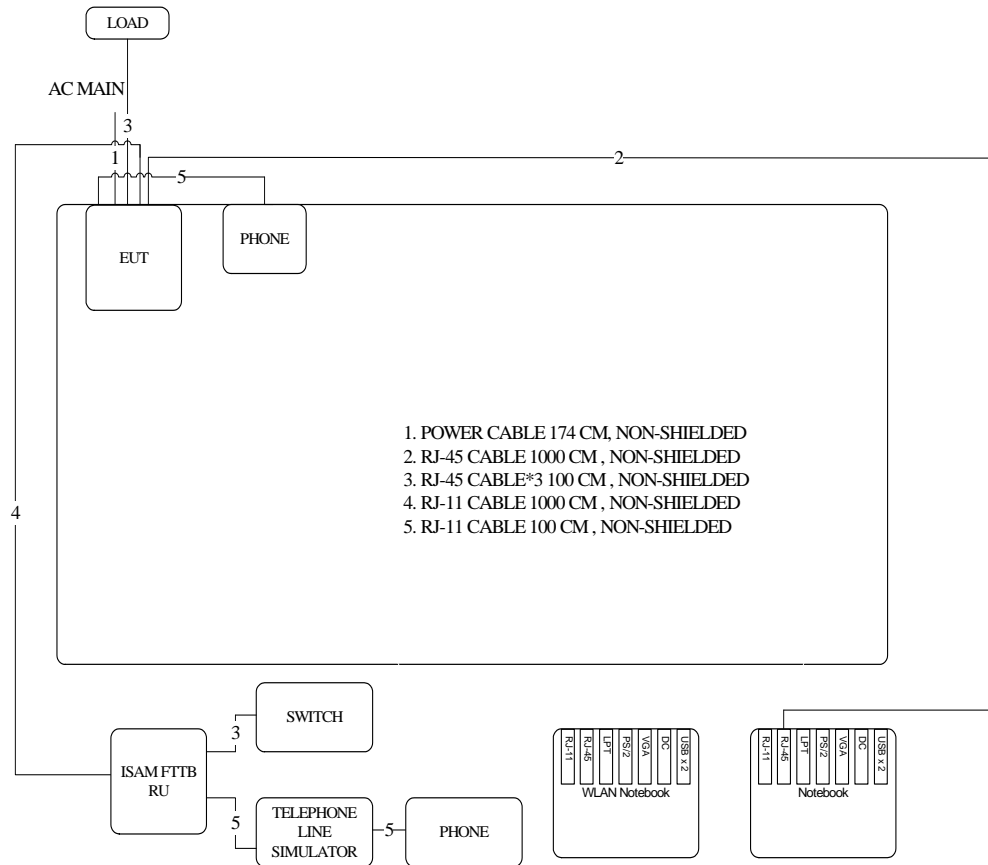 LOAD
AC MAIN
3
1
2
5
EUT
PHONE
1. POWER CABLE 174 CM, NON-SHIELDED
2. RJ-45 CABLE 1000 CM , NON-SHIELDED
3. RJ-45 CABLE*3 100 CM , NON-SHIELDED
4. RJ-11 CABLE 1000 CM , NON-SHIELDED
5. RJ-11 CABLE 100 CM , NON-SHIELDED
4
SWITCH
3
ISAM FTTB
RU
5
TELEPHONE
LINE
SIMULATOR
5
PHONE
RJ-11
RJ-45
LPT
PS/2
VGA
DC
USB x 2
WLAN Notebook
RJ-11
RJ-45
LPT
PS/2
VGA
DC
USB x 2
Notebook